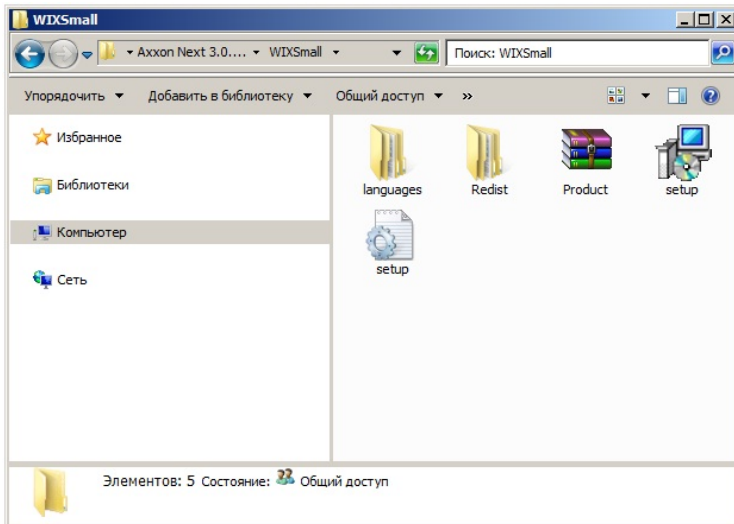 WIXSmall
Axxon Next 3.0.... WIXSmall Поиск: WIXSmall
Упорядочить Добавить в библиотеку Общий доступ »
Избранное
Библиотеки
Компьютер
Сеть
languages Redist Product setup
setup
Элементов: 5 Состояние: Общий доступ